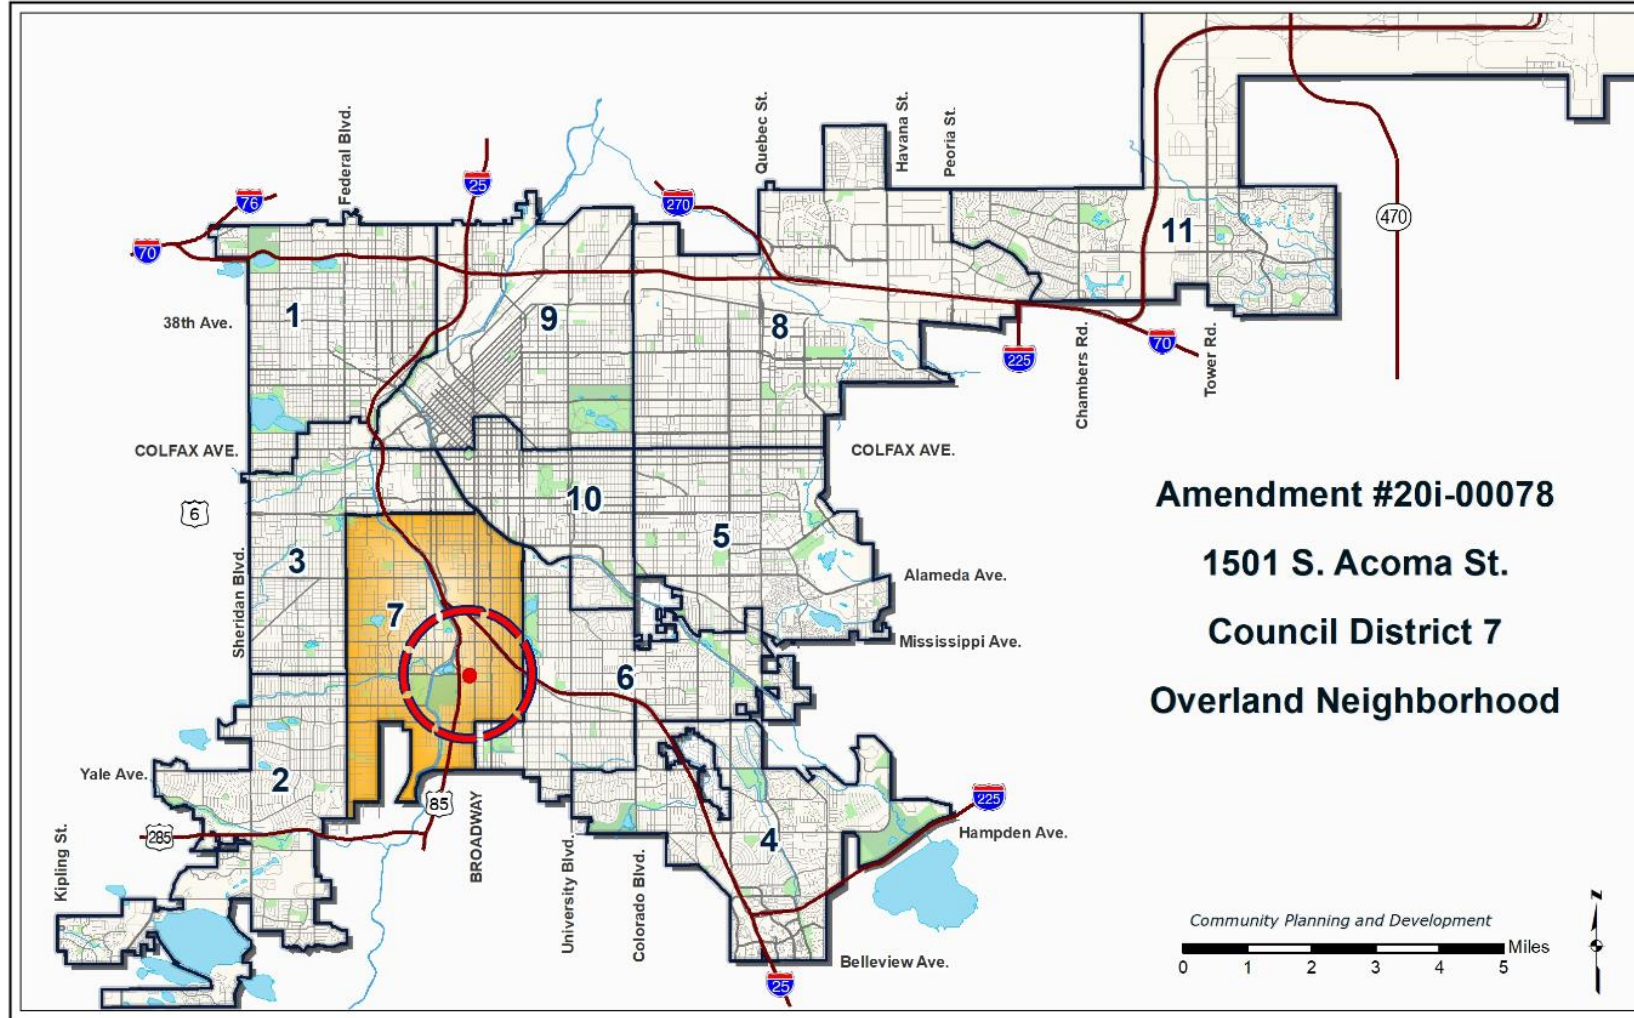 Federal Blvd.
Quebec St.
Havana St.
Peoria St.
76
25
270
470
70
11
1
38th Ave.
9
8
225
Chambers Rd.
70
Tower Rd.
COLFAX AVE.
COLFAX AVE.
6
10
5
Amendment #20i-00078
3
1501 S. Acoma St.
Alameda Ave.
Sheridan Blvd.
7
Council District 7
Mississippi Ave.
6
Overland Neighborhood
Yale Ave.
2
85
225
285
BROADWAY
4
Hampden Ave.
Kipling St.
University Blvd.
Colorado Blvd.
Belleview Ave.
25
Community Planning and Development
Miles
0 1 2 3 4 5
N